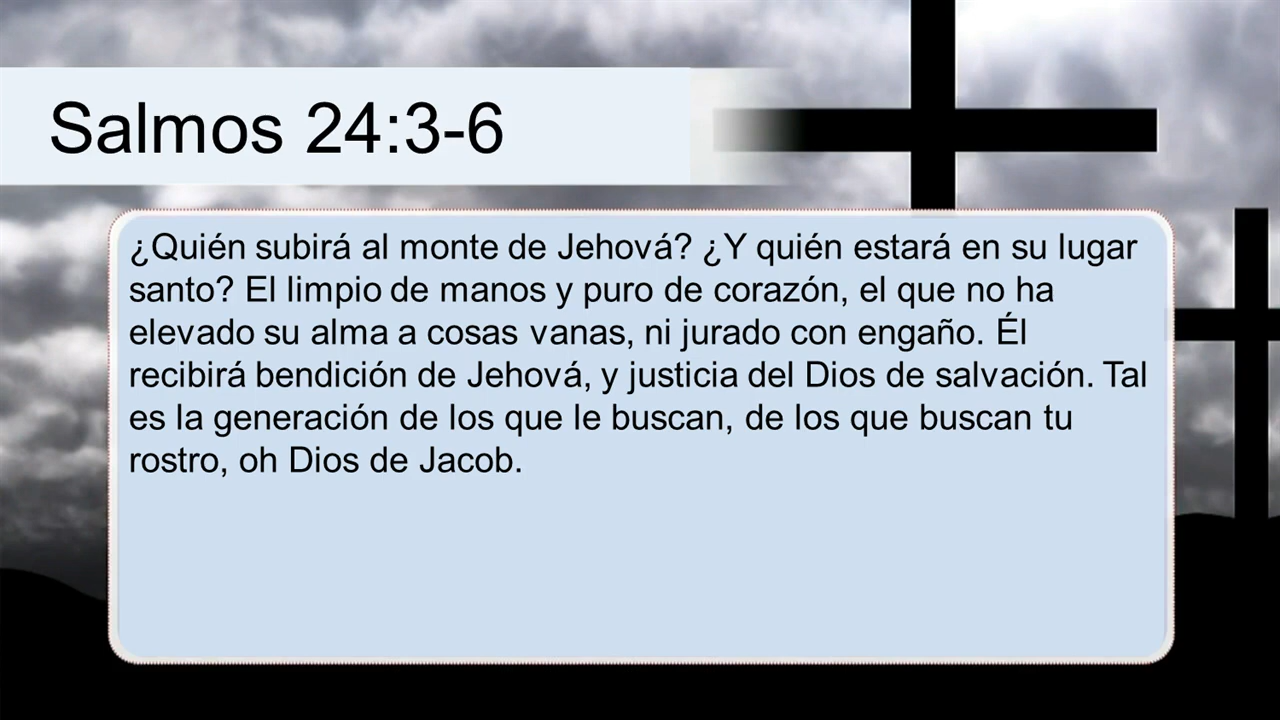 Salmos 24:3-6
¿Quién subirá al monte de Jehová? ¿Y quién estará en su lugar
santo? El limpio de manos y puro de corazón, el que no ha
elevado su alma a cosas vanas, ni jurado con engaño. Él
recibirá bendición de Jehová, y justicia del Dios de salvación. Tal
es la generación de los que le buscan, de los que buscan tu
rostro, oh Dios de Jacob.